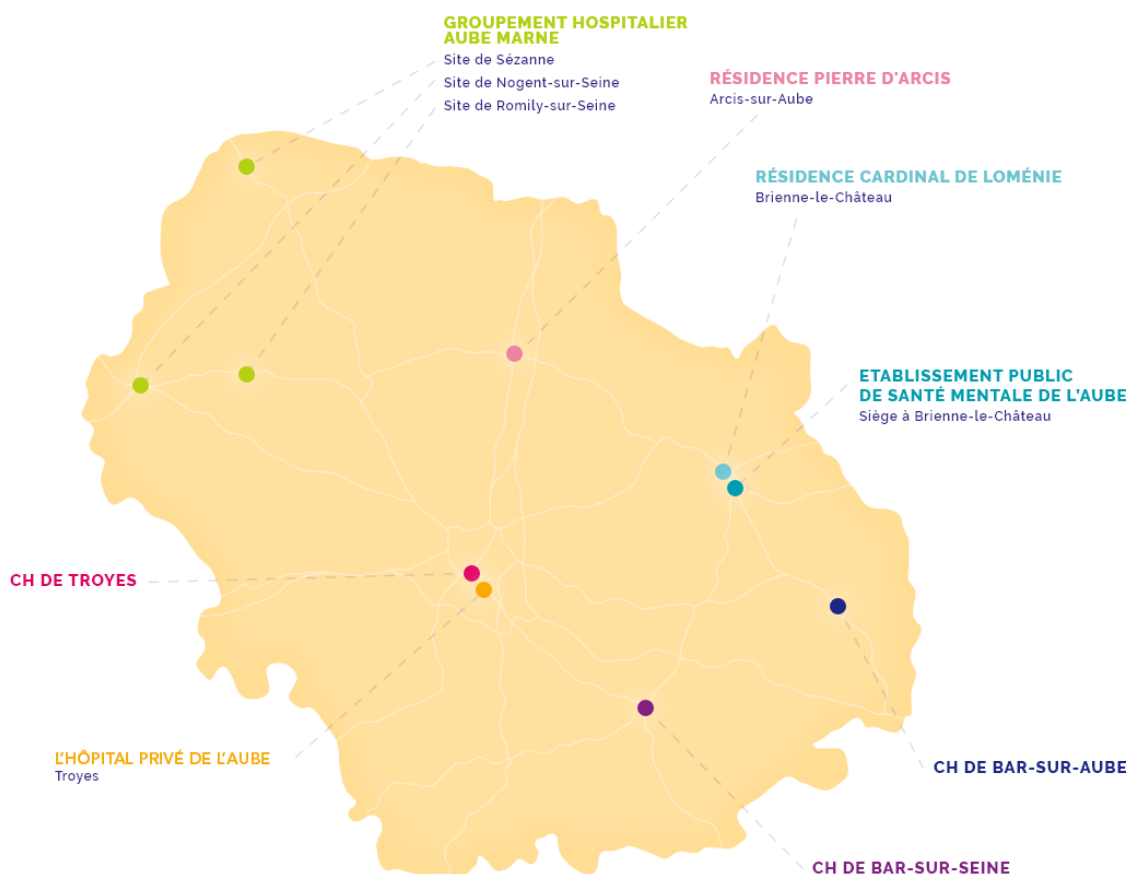 GROUPEMENT HOSPITALIER
AUBE MARNE
Site de Sézanne
Site de Nogent-sur-Seine
Site de Romily-sur-Seine
RÉSIDENCE PIERRE D'ARCIS
Arcis-sur-Aube
RÉSIDENCE CARDINAL DE LOMÉNIE
Brienne-le-Château
ETABLISSEMENT PUBLIC
DE SANTÉ MENTALE DE L'AUBE
Siège à Brienne-le-Château
CH DE TROYES
L'HÔPITAL PRIVÉ DE L'AUBE
Troyes
CH DE BAR-SUR-AUBE
CH DE BAR-SUR-SEINE